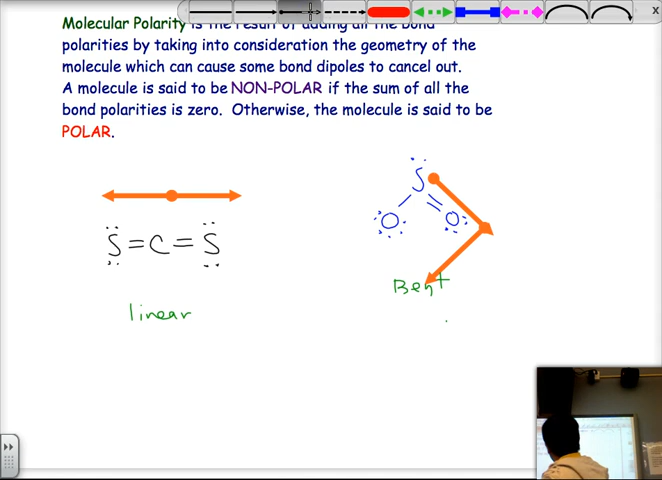 Molecular Polarity is the result of adding all the bond
polarities by taking into consideration the geometry of the
molecule which can cause some bond dipoles to cancel out.
A molecule is said to be NON-POLAR if the sum of all the
bond polarities is zero. Otherwise, the molecule is said to be
POLAR.
S
S=C=S
O O
Bent
linear
x